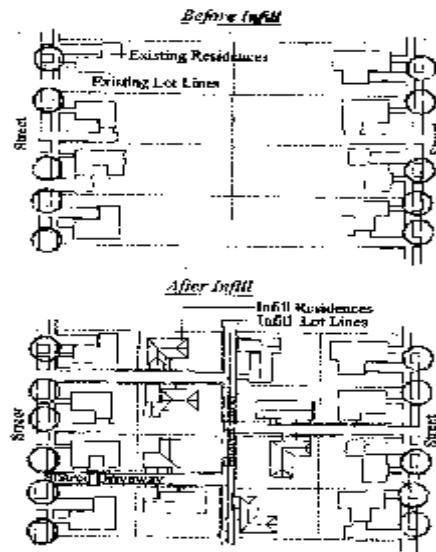 Before Infill
Existing Residences
Existing Lot Lines
Street
Street
After Infill
Infill Residences
Infill Lot Lines
Street
Street
Driveway